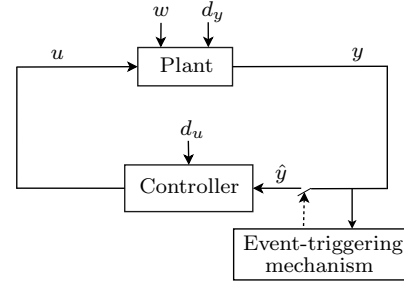 w
d_y
u
Plant
y
d_u
Controller
ŷ
Event-triggering
mechanism